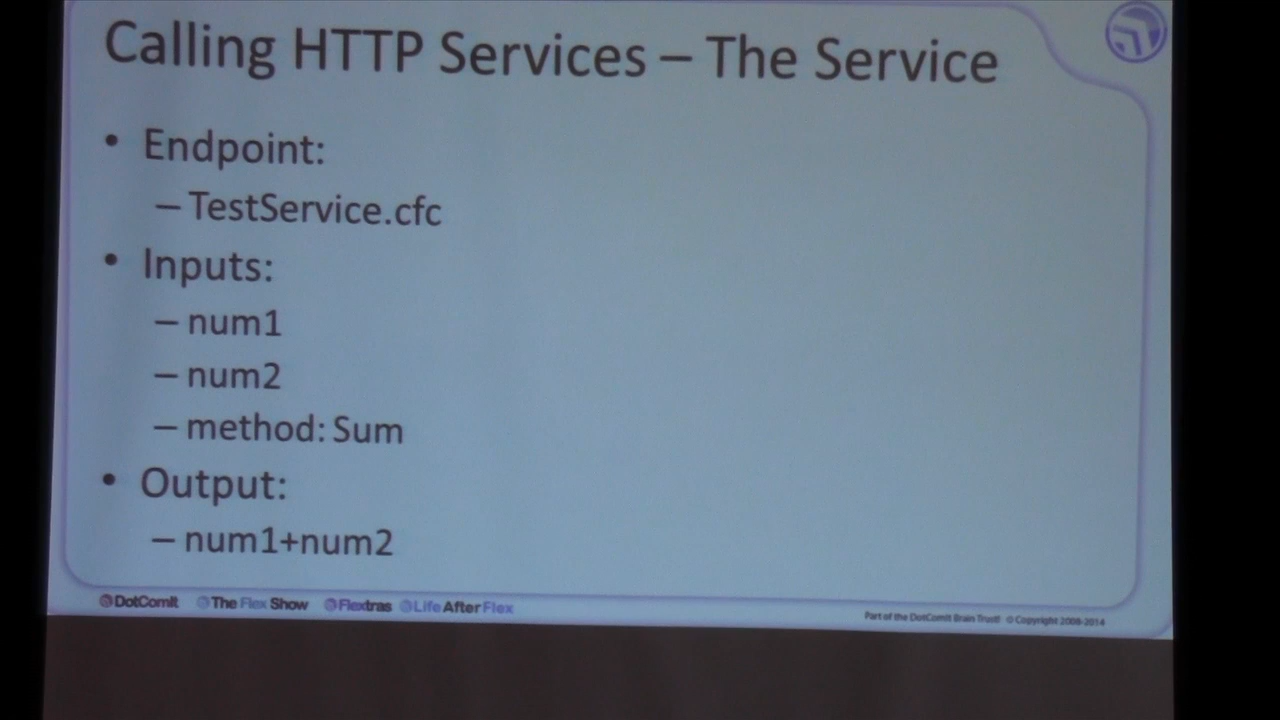 Calling HTTP Services – The Service
• Endpoint:
– TestService.cfc
• Inputs:
– num1
– num2
– method: Sum
• Output:
– num1+num2
DotComIt The Flex Show Flextras Life After Flex
Part of the DotComIt Brain Trust! © Copyright 2008-2014